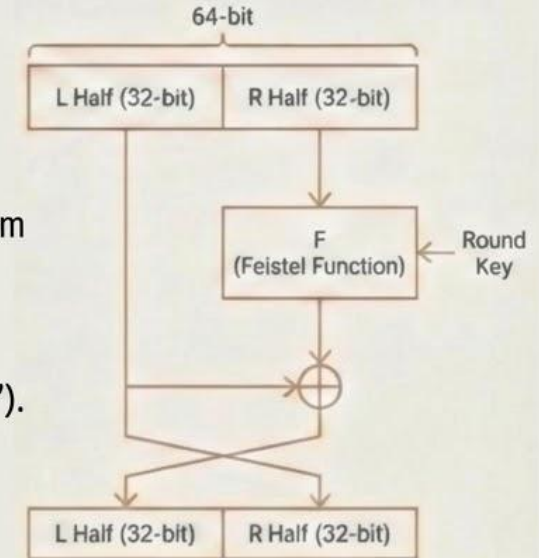 64-bit
L Half (32-bit) R Half (32-bit)
m
F
(Feistel Function)
Round
Key
').
L Half (32-bit) R Half (32-bit)